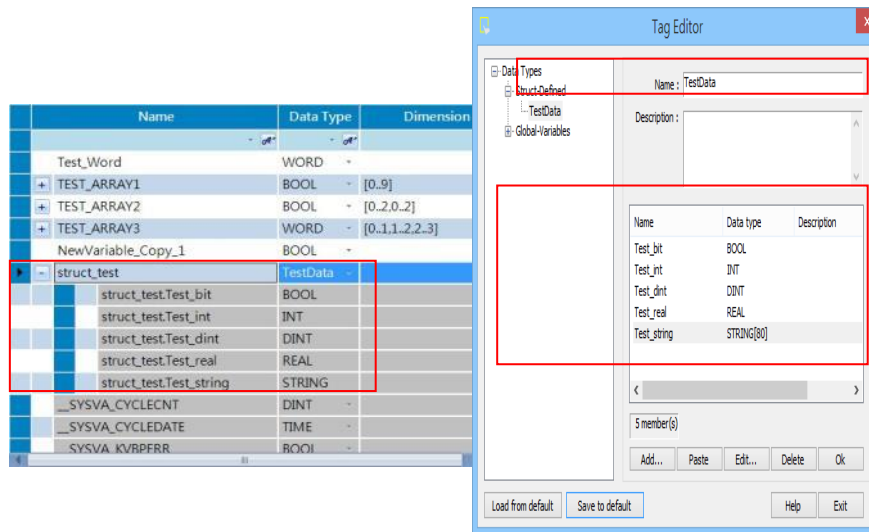 Name Data Type Dimension
Test_Word WORD
TEST_ARRAY1 BOOL [0..9]
TEST_ARRAY2 BOOL [0..2,0..2]
TEST_ARRAY3 WORD [0..1,1..2,2..3]
NewVariable_Copy_1 BOOL
struct_test TestData
struct_test.Test_bit BOOL
struct_test.Test_int INT
struct_test.Test_dint DINT
struct_test.Test_real REAL
struct_test.Test_string STRING
__SYSVA_CYCLECNT DINT
__SYSVA_CYCLEDATE TIME
__SYSVA_KVBPERR BOOL
Tag Editor
x
Data Types
Struct-Defined
TestData
Global-Variables
Name : TestData
Description :
Name Data type Description
Test_bit BOOL
Test_int INT
Test_dint DINT
Test_real REAL
Test_string STRING[80]
5 member(s)
Add... Paste Edit... Delete Ok
Load from default Save to default Help Exit